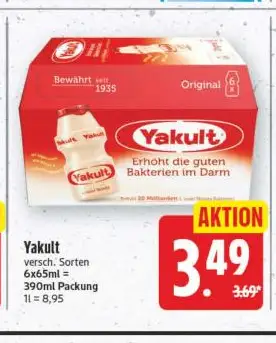 Yakult
Bewährt seit
1935
Original
6x
Yakult
Erhöht die guten
Bakterien im Darm
Yakult
AKTION
Yakult
versch. Sorten
6x65ml =
390ml Packung
1l = 8,95
3.49
3.69*